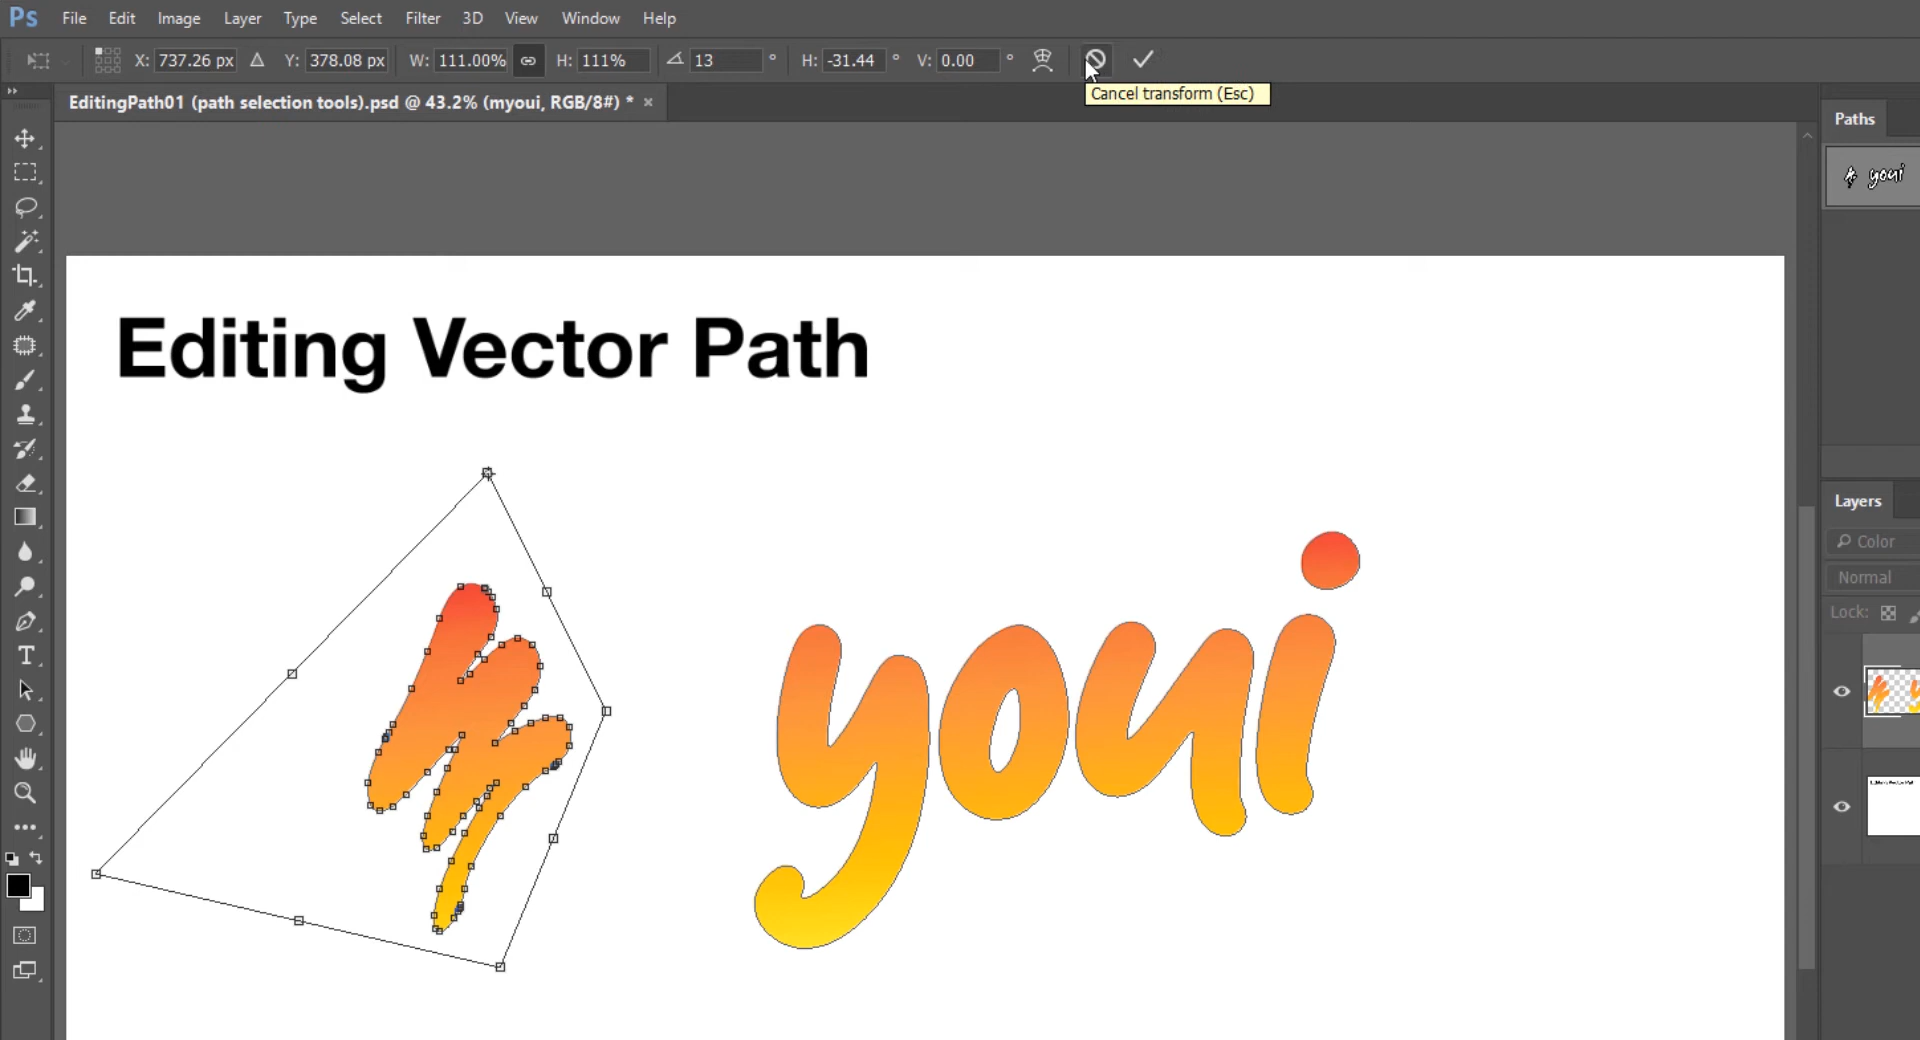 Ps File Edit Image Layer Type Select Filter 3D View Window Help
X: 737.26 px Y: 378.08 px W: 111.00% H: 111% 13 ° H: -31.44 ° V: 0.00 °
Cancel transform (Esc)
EditingPath01 (path selection tools).psd @ 43.2% (myoui, RGB/8#) * ×
Paths
youi
Editing Vector Path
youi
Layers
Color
Normal
Lock: